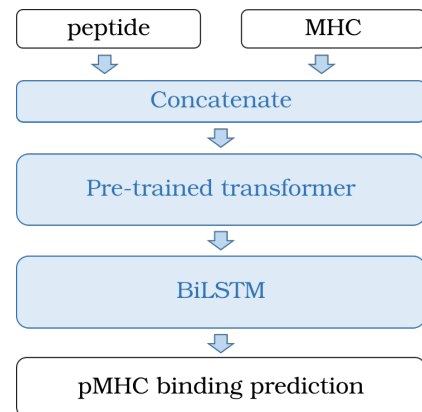 peptide
MHC
Concatenate
Pre-trained transformer
BiLSTM
pMHC binding prediction